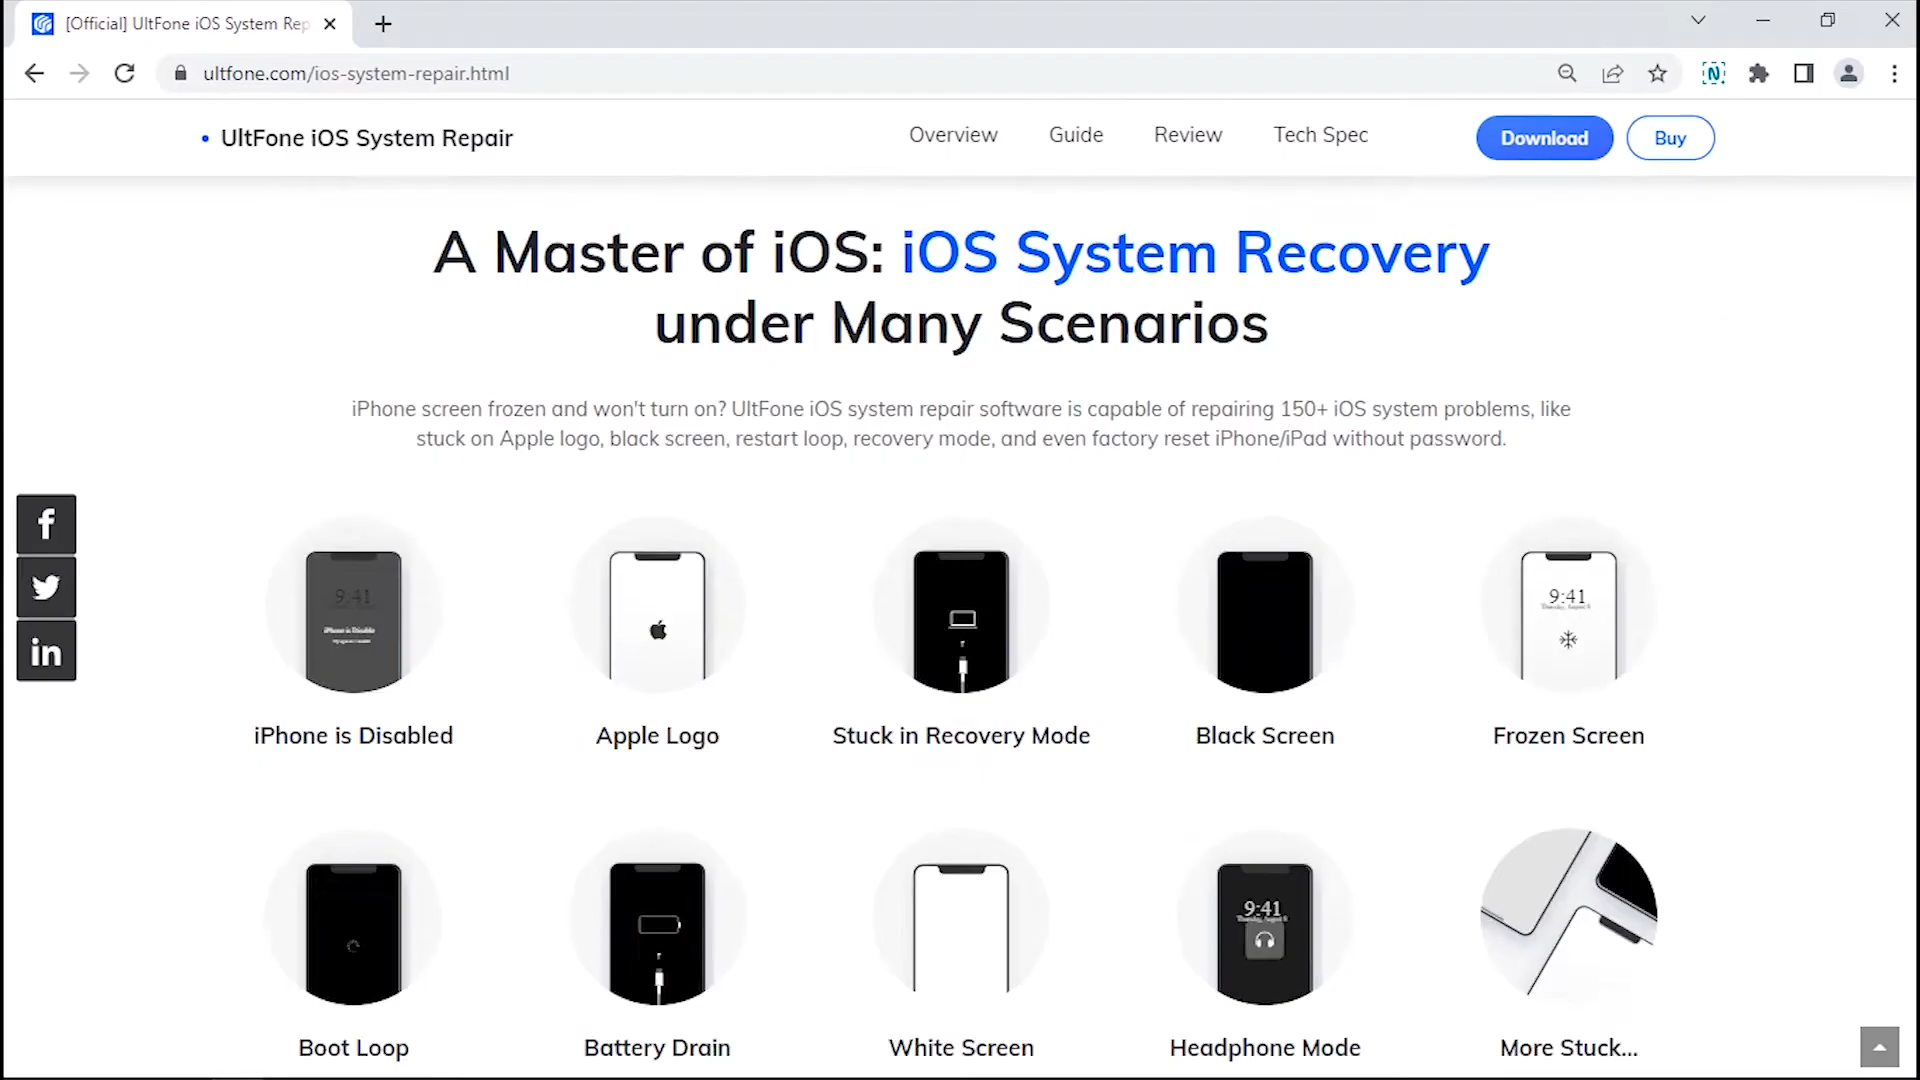 [Official] UltFone iOS System Rep
ultfone.com/ios-system-repair.html
UltFone iOS System Repair
Overview
Guide
Review
Tech Spec
Download
Buy
A Master of iOS: iOS System Recovery
under Many Scenarios
iPhone screen frozen and won't turn on? UltFone iOS system repair software is capable of repairing 150+ iOS system problems, like
stuck on Apple logo, black screen, restart loop, recovery mode, and even factory reset iPhone/iPad without password.
f
in
9:41
iPhone is Disable
9:41
iPhone is Disabled
Apple Logo
Stuck in Recovery Mode
Black Screen
Frozen Screen
9:41
Boot Loop
Battery Drain
White Screen
Headphone Mode
More Stuck...